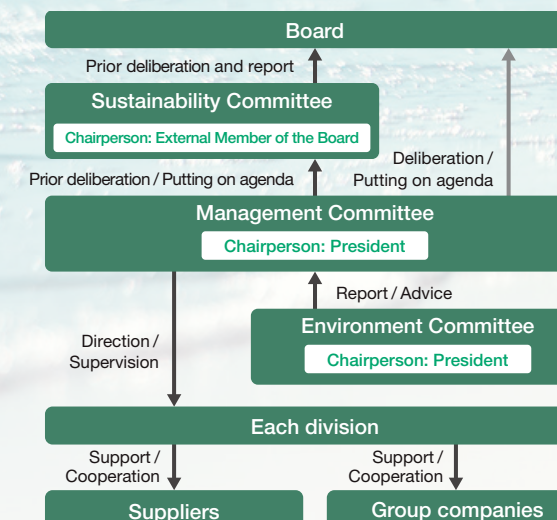 Board
Prior deliberation and report
Sustainability Committee
Chairperson: External Member of the Board
Deliberation /
Putting on agenda
Prior deliberation / Putting on agenda
Management Committee
Chairperson: President
Report / Advice
Environment Committee
Chairperson: President
Direction /
Supervision
Each division
Support /
Cooperation
Support /
Cooperation
Suppliers
Group companies